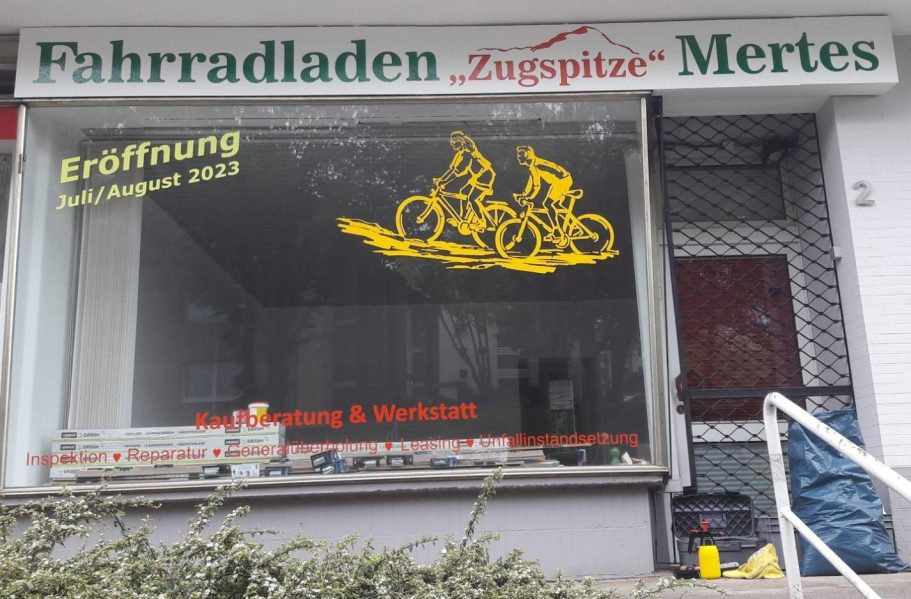 Fahrradladen „Zugspitze“ Mertes
Eröffnung
Juli/August 2023
2
Kaufberatung & Werkstatt
Inspektion ♥ Reparatur ♥ Generalüberholung ♥ Leasing ♥ Unfallinstandsetzung